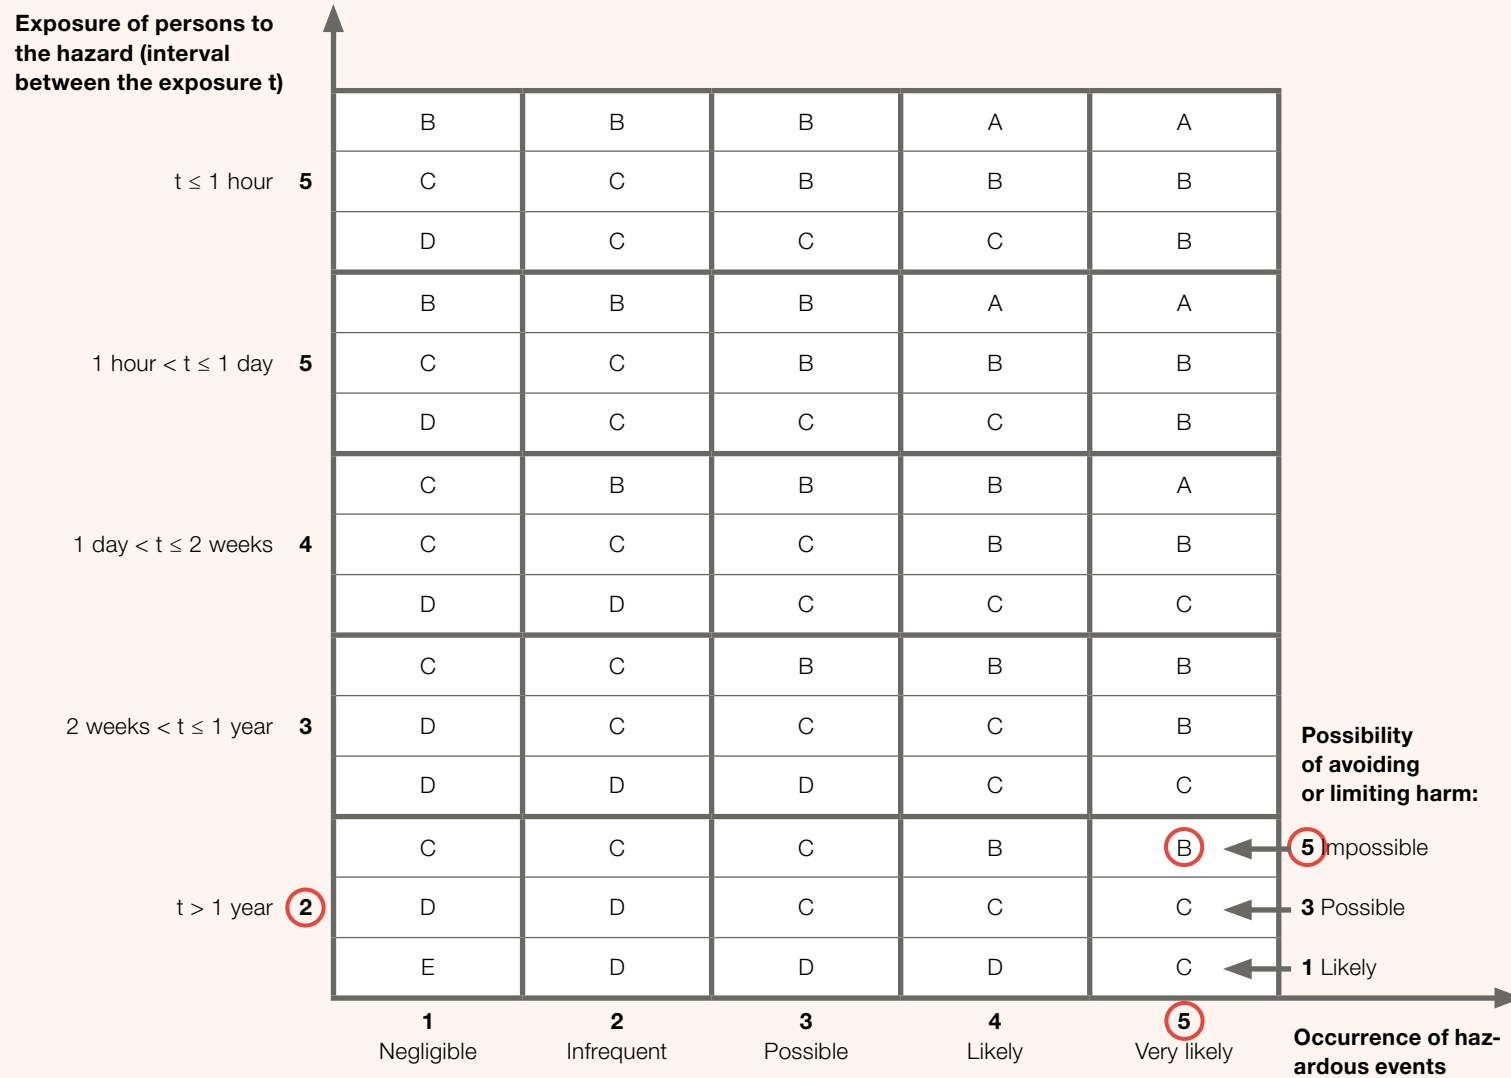 Exposure of persons to
the hazard (interval
between the exposure t)
B B B A A
t ≤ 1 hour 5 C C B B B
D C C C B
B B B A A
1 hour < t ≤ 1 day 5 C C B B B
D C C C B
C B B B A
1 day < t ≤ 2 weeks 4 C C C B B
D D C C C
C C B B B
2 weeks < t ≤ 1 year 3 D C C C B
D D D C C
Possibility
of avoiding
or limiting harm:
C C C B B 5 Impossible
t > 1 year 2 D D C C C 3 Possible
E D D D C 1 Likely
1 2 3 4 5
Negligible Infrequent Possible Likely Very likely
Occurrence of haz-
ardous events